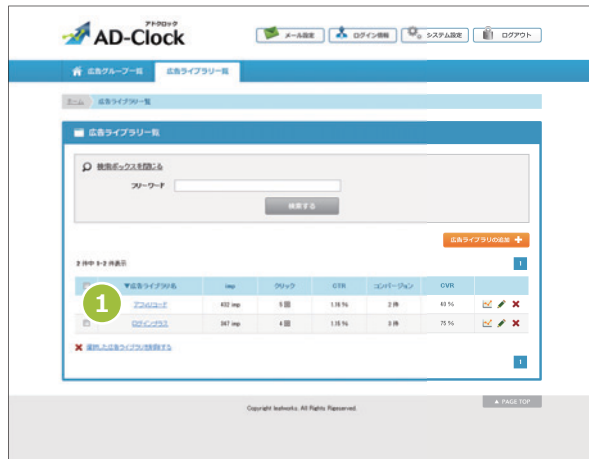 アドクロック
AD-Clock
メール設定 ログイン情報 システム設定 ログアウト
広告グループ一覧 広告ライブラリ一覧
ホーム 広告ライブラリ一覧
広告ライブラリ一覧
検索ボックスを閉じる
フリーワード
検索する
広告ライブラリの追加
2 件中 1-2 件表示 1
▼広告ライブラリ名 imp クリック CTR コンバージョン CVR
1
アフィリコード 432 imp 5 回 1.16 % 2 件 40 %
ログインプラス 347 imp 4 回 1.15 % 3 件 75 %
選択した広告ライブラリを削除する
1
▲ PAGE TOP
Copyright leafworks. All Rights